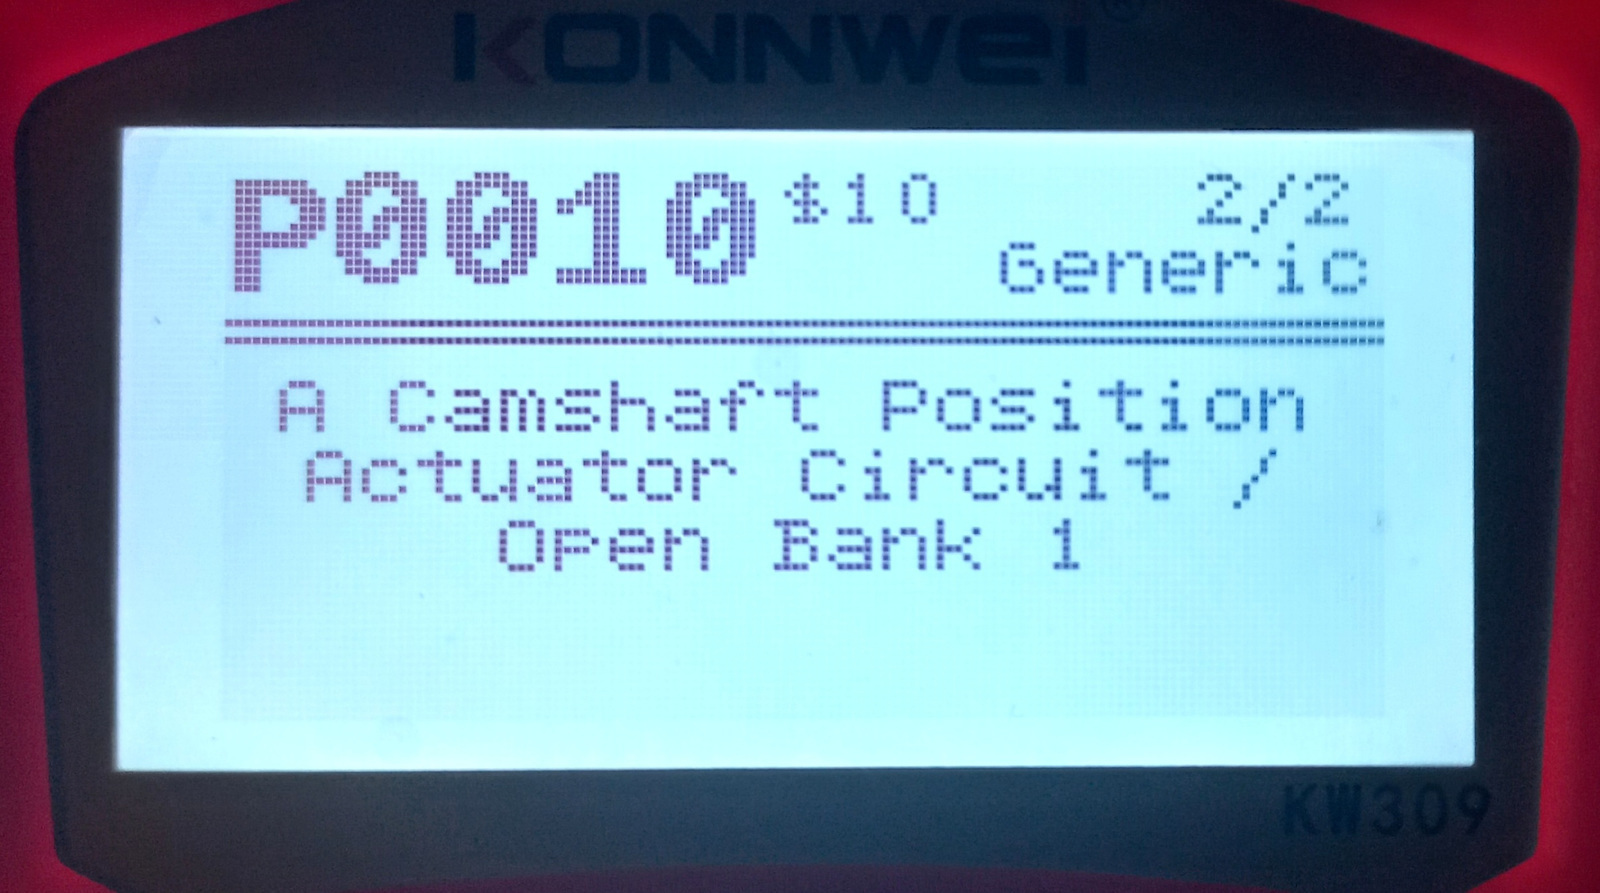 KONNWEI®
P0010 $10 2/2
Generic
A Camshaft Position
Actuator Circuit /
Open Bank 1
KW309